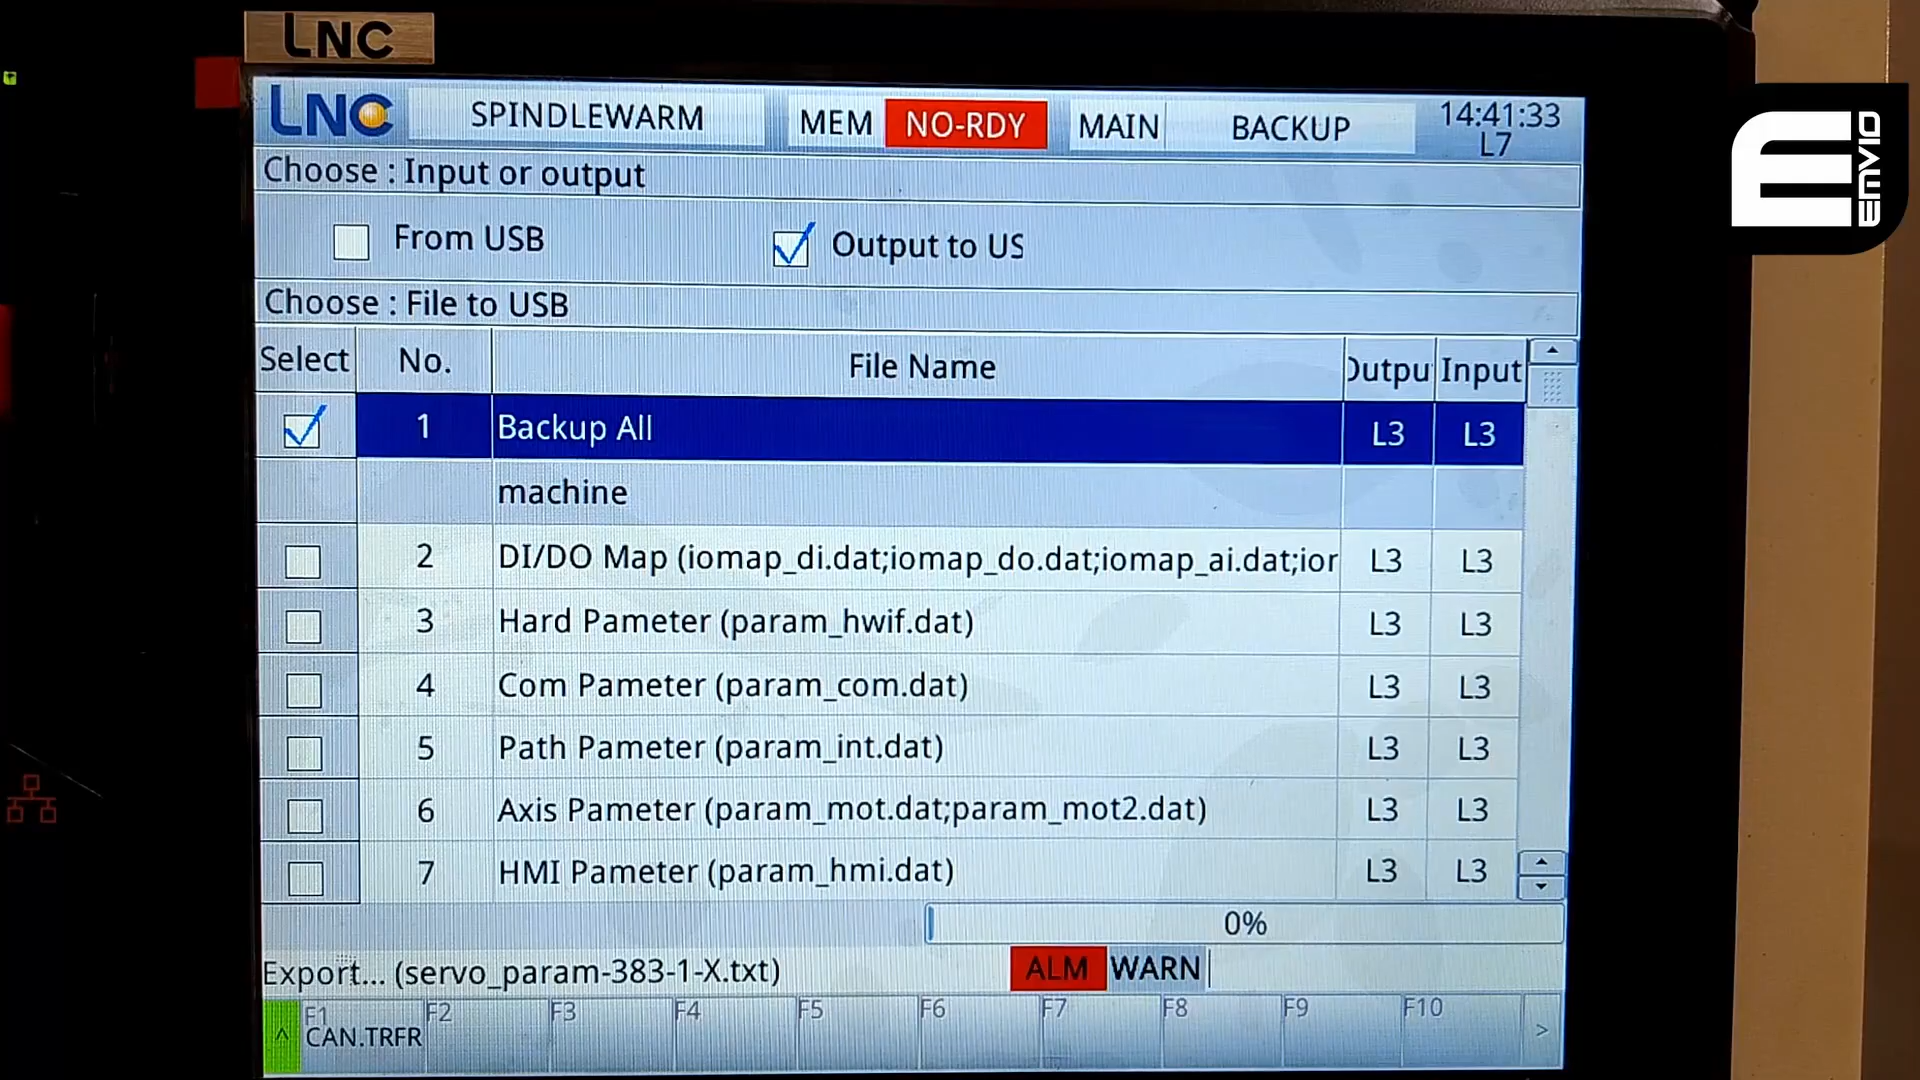 LNC
LNC SPINDLEWARM MEM NO-RDY MAIN BACKUP 14:41:33
L7
Choose : Input or output
From USB Output to US
Choose : File to USB
Select No. File Name Outpu Input
1 Backup All L3 L3
machine
2 DI/DO Map (iomap_di.dat;iomap_do.dat;iomap_ai.dat;ior L3 L3
3 Hard Pameter (param_hwif.dat) L3 L3
4 Com Pameter (param_com.dat) L3 L3
5 Path Pameter (param_int.dat) L3 L3
6 Axis Pameter (param_mot.dat;param_mot2.dat) L3 L3
7 HMI Pameter (param_hmi.dat) L3 L3
0%
Export... (servo_param-383-1-X.txt) ALM WARN
^ F1 F2 F3 F4 F5 F6 F7 F8 F9 F10 >
CAN.TRFR
E EMVIO